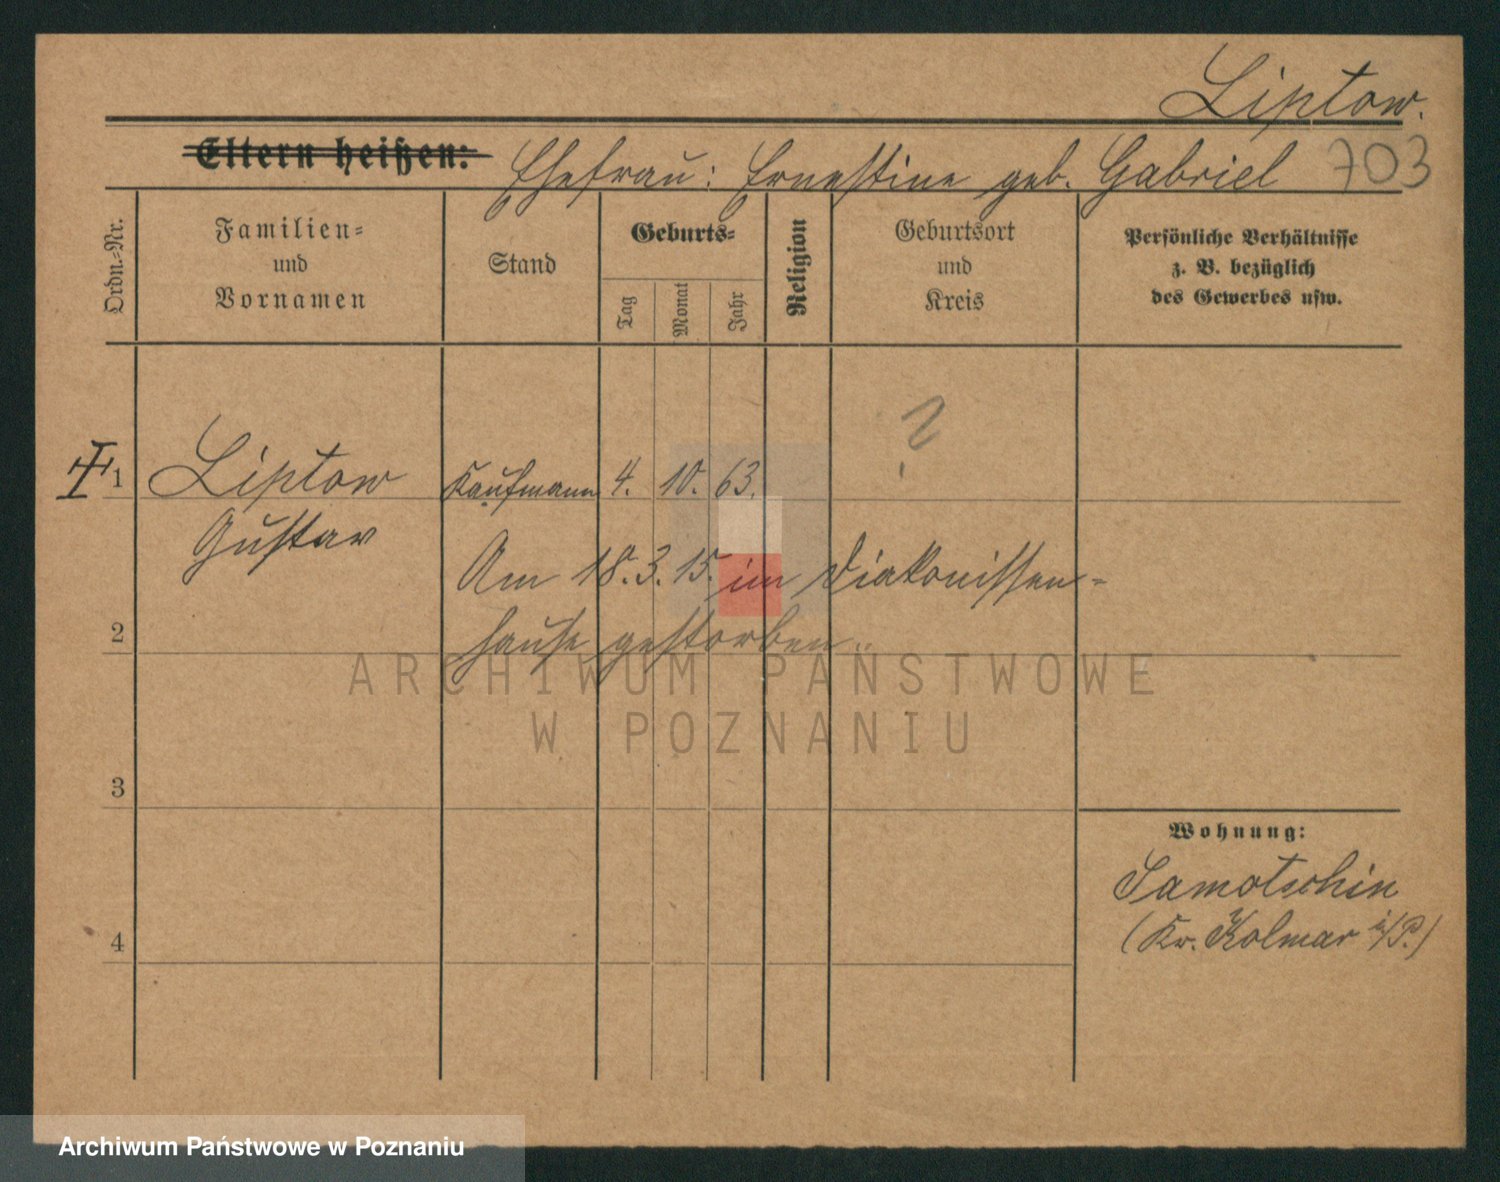 Liptow.
Eltern heißen: Ehefrau: Ernestine geb. Gabriel 703
Ordn.-Nr.
Familien-
und
Vornamen
Stand
Geburts-
Tag
Monat
Jahr
Religion
Geburtsort
und
Kreis
Persönliche Verhältnisse
z. B. bezüglich
des Gewerbes usw.
1 Liptow Kaufmann 4. 10. 63. ?
Gustav
Am 18. 3. 15. im Diakonissen-
2
hause gestorben.
ARCHIWUM PAŃSTWOWE
W POZNANIU
3
Wohnung:
Samotschin
(Kr. Kolmar i/P.)
4
Archiwum Państwowe w Poznaniu